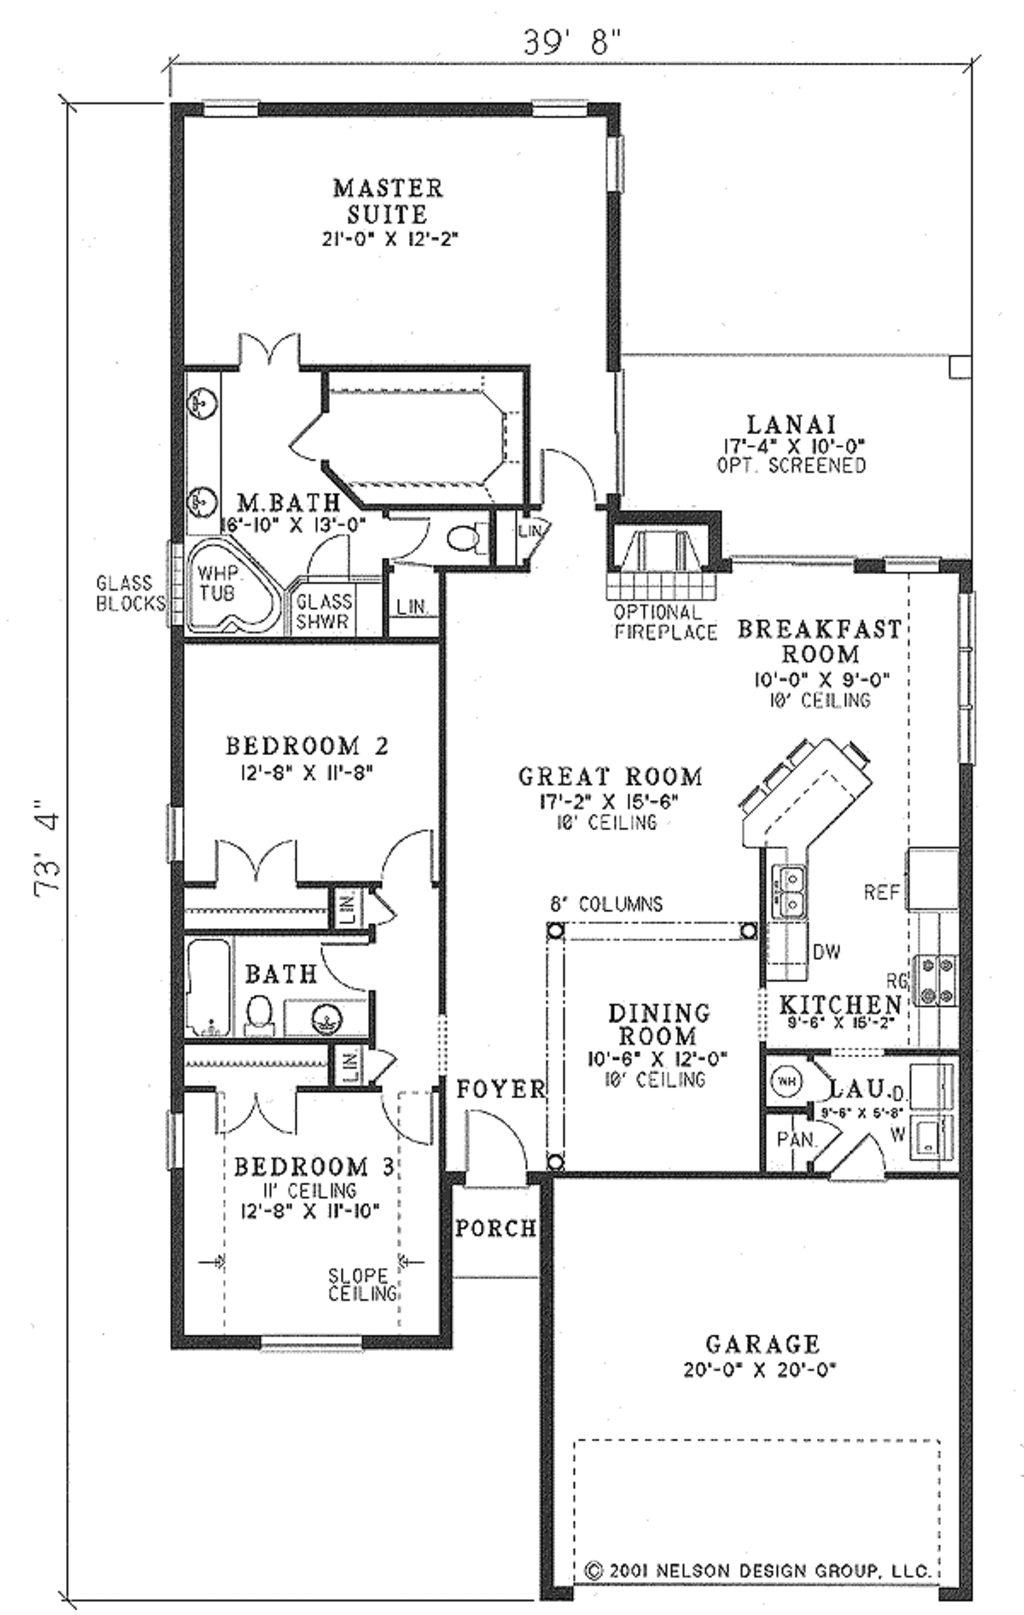 39' 8"
73' 4"
MASTER
SUITE
21'-0" X 12'-2"
LANAI
17'-4" X 10'-0"
OPT. SCREENED
M.BATH
16'-10" X 13'-0"
LIN.
GLASS
BLOCKS
WHP.
TUB
GLASS
SHWR
LIN.
OPTIONAL
FIREPLACE
BREAKFAST
ROOM
10'-0" X 9'-0"
10' CEILING
BEDROOM 2
12'-8" X 11'-8"
GREAT ROOM
17'-2" X 15'-6"
10' CEILING
LIN.
8" COLUMNS
REF
BATH
DW
RG
KITCHEN
9'-6" X 15'-2"
DINING
ROOM
10'-6" X 12'-0"
10' CEILING
LIN.
FOYER
WH
LAU.
D.
9'-6" X 5'-8"
PAN.
W
BEDROOM 3
11' CEILING
12'-8" X 11'-10"
SLOPE
CEILING
PORCH
GARAGE
20'-0" X 20'-0"
© 2001 NELSON DESIGN GROUP, LLC.